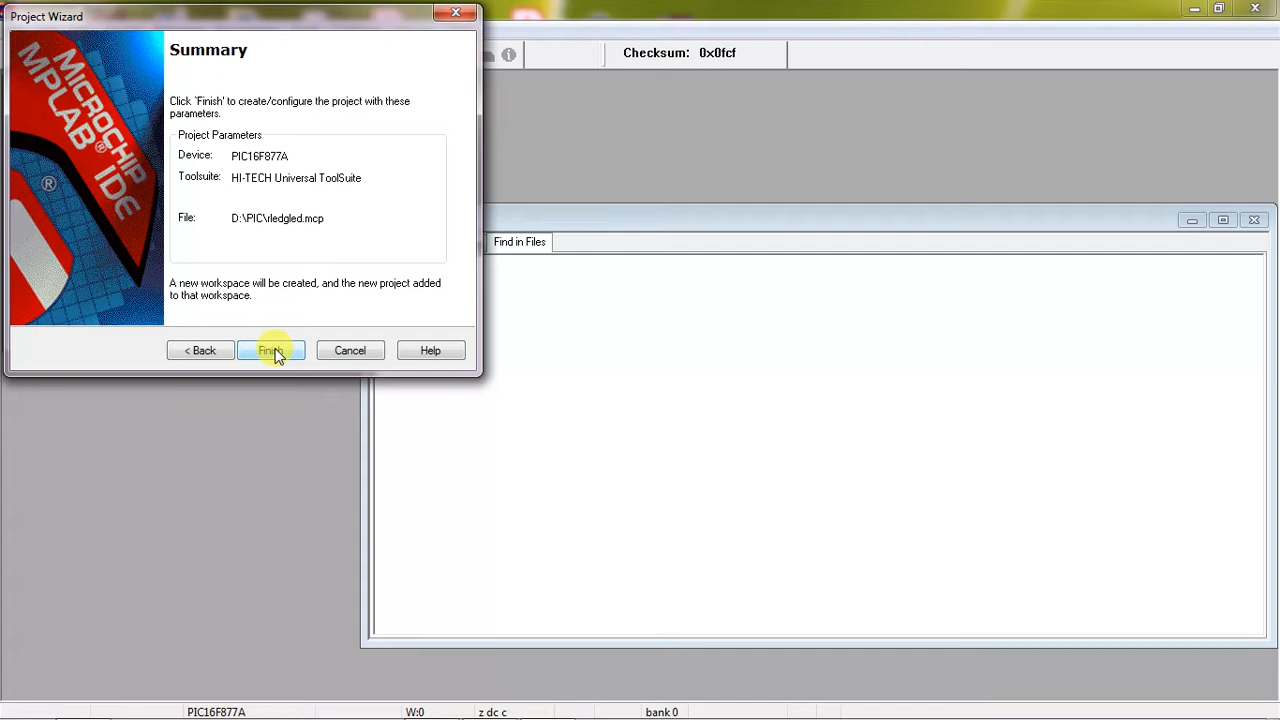 Project Wizard
MICROCHIP
MPLAB® IDE
®
Summary
Click 'Finish' to create/configure the project with these
parameters.
Project Parameters
Device: PIC16F877A
Toolsuite: HI-TECH Universal ToolSuite
File: D:\PIC\rledgled.mcp
A new workspace will be created, and the new project added
to that workspace.
< Back
Finish
Cancel
Help
Checksum: 0x0fcf
Find in Files
PIC16F877A
W:0
z dc c
bank 0